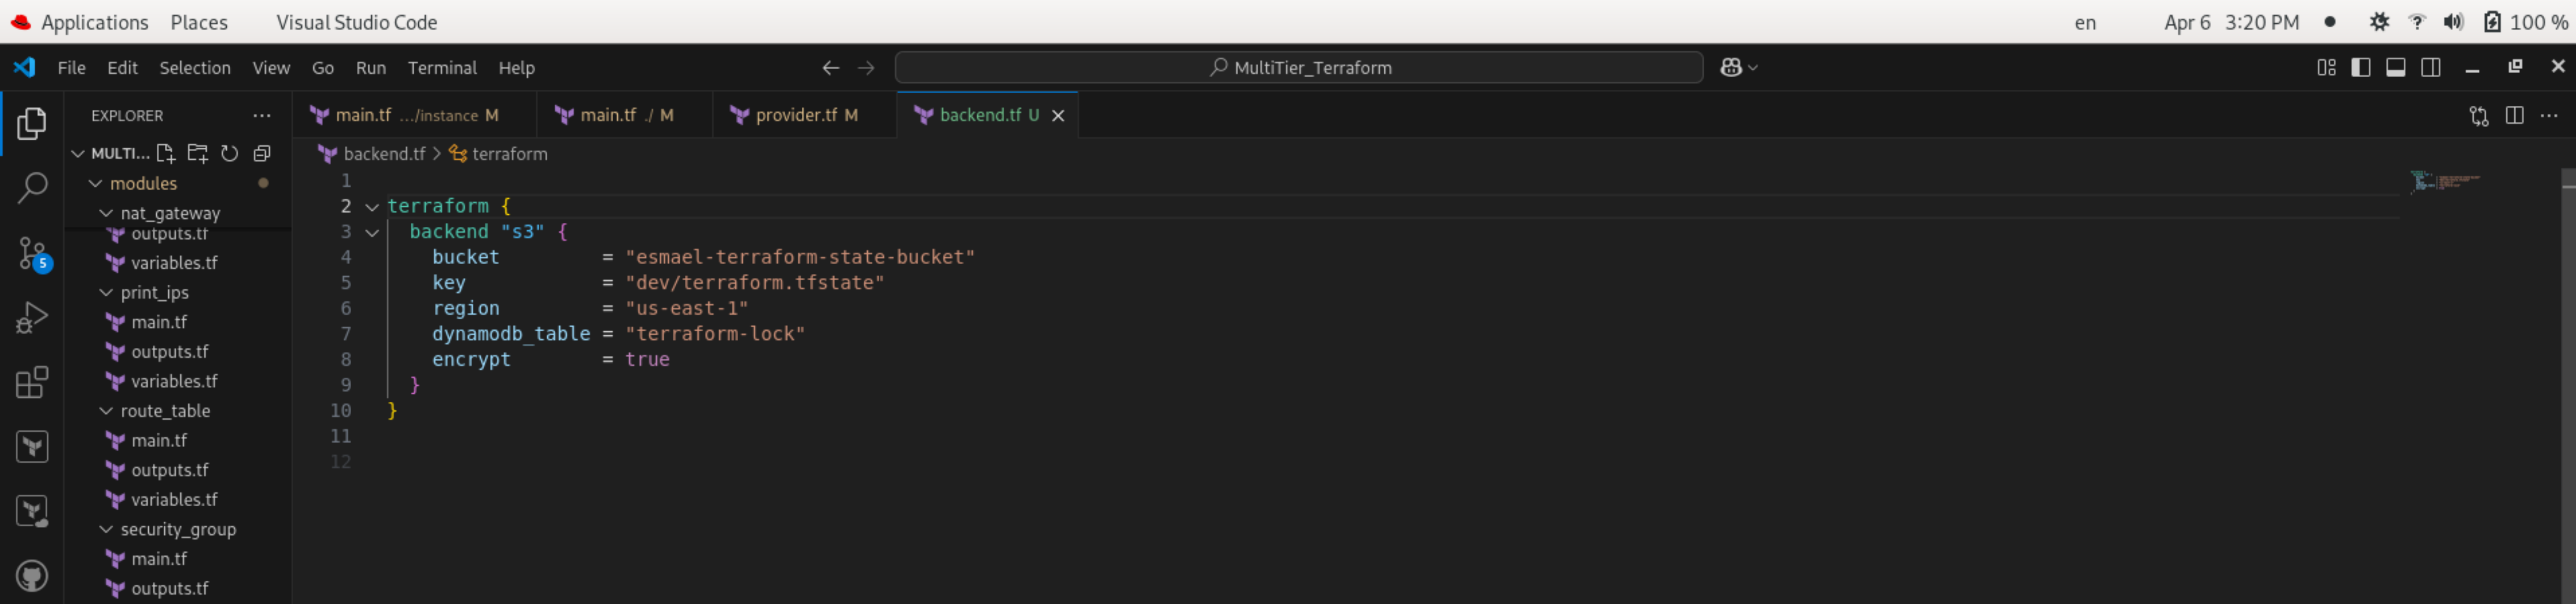 Applications Places Visual Studio Code en Apr 6 3:20 PM 100 %
File Edit Selection View Go Run Terminal Help MultiTier_Terraform
EXPLORER
MULTI...
modules
nat_gateway
outputs.tf
variables.tf
print_ips
main.tf
outputs.tf
variables.tf
route_table
main.tf
outputs.tf
variables.tf
security_group
main.tf
outputs.tf
5
main.tf .../instance M main.tf ./ M provider.tf M backend.tf U
backend.tf > terraform
1
2 terraform {
3 backend "s3" {
4 bucket = "esmael-terraform-state-bucket"
5 key = "dev/terraform.tfstate"
6 region = "us-east-1"
7 dynamodb_table = "terraform-lock"
8 encrypt = true
9 }
10 }
11
12